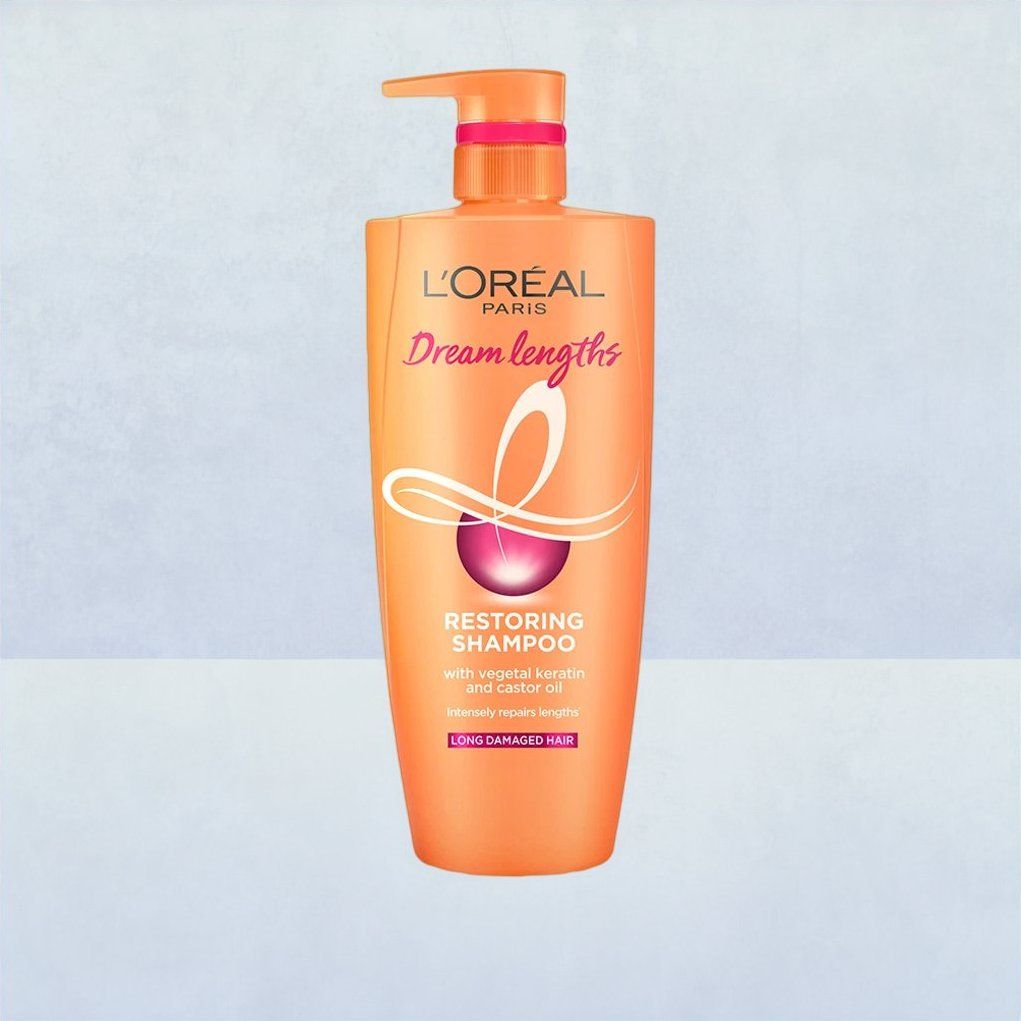 L'ORÉAL
PARIS
Dream lengths
RESTORING
SHAMPOO
with vegetal keratin
and castor oil
Intensely repairs lengths*
LONG DAMAGED HAIR